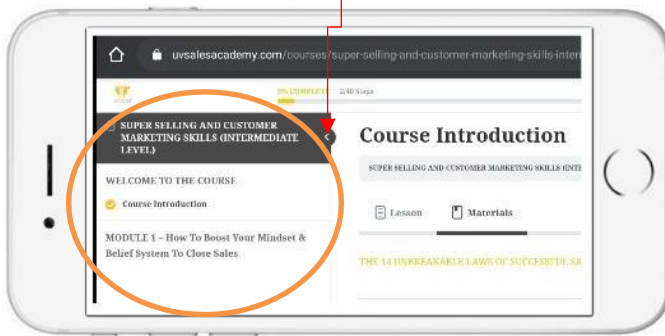 uvsalesacademy.com/courses/super-selling-and-customer-marketing-skills-inter
5% COMPLETE 2/40 Steps
SUPER SELLING AND CUSTOMER
MARKETING SKILLS (INTERMEDIATE
LEVEL)
WELCOME TO THE COURSE
Course Introduction
MODULE 1 – How To Boost Your Mindset &
Belief System To Close Sales
Course Introduction
SUPER SELLING AND CUSTOMER MARKETING SKILLS (INTE
Lesson
Materials
THE 14 UNBREAKABLE LAWS OF SUCCESSFUL SA